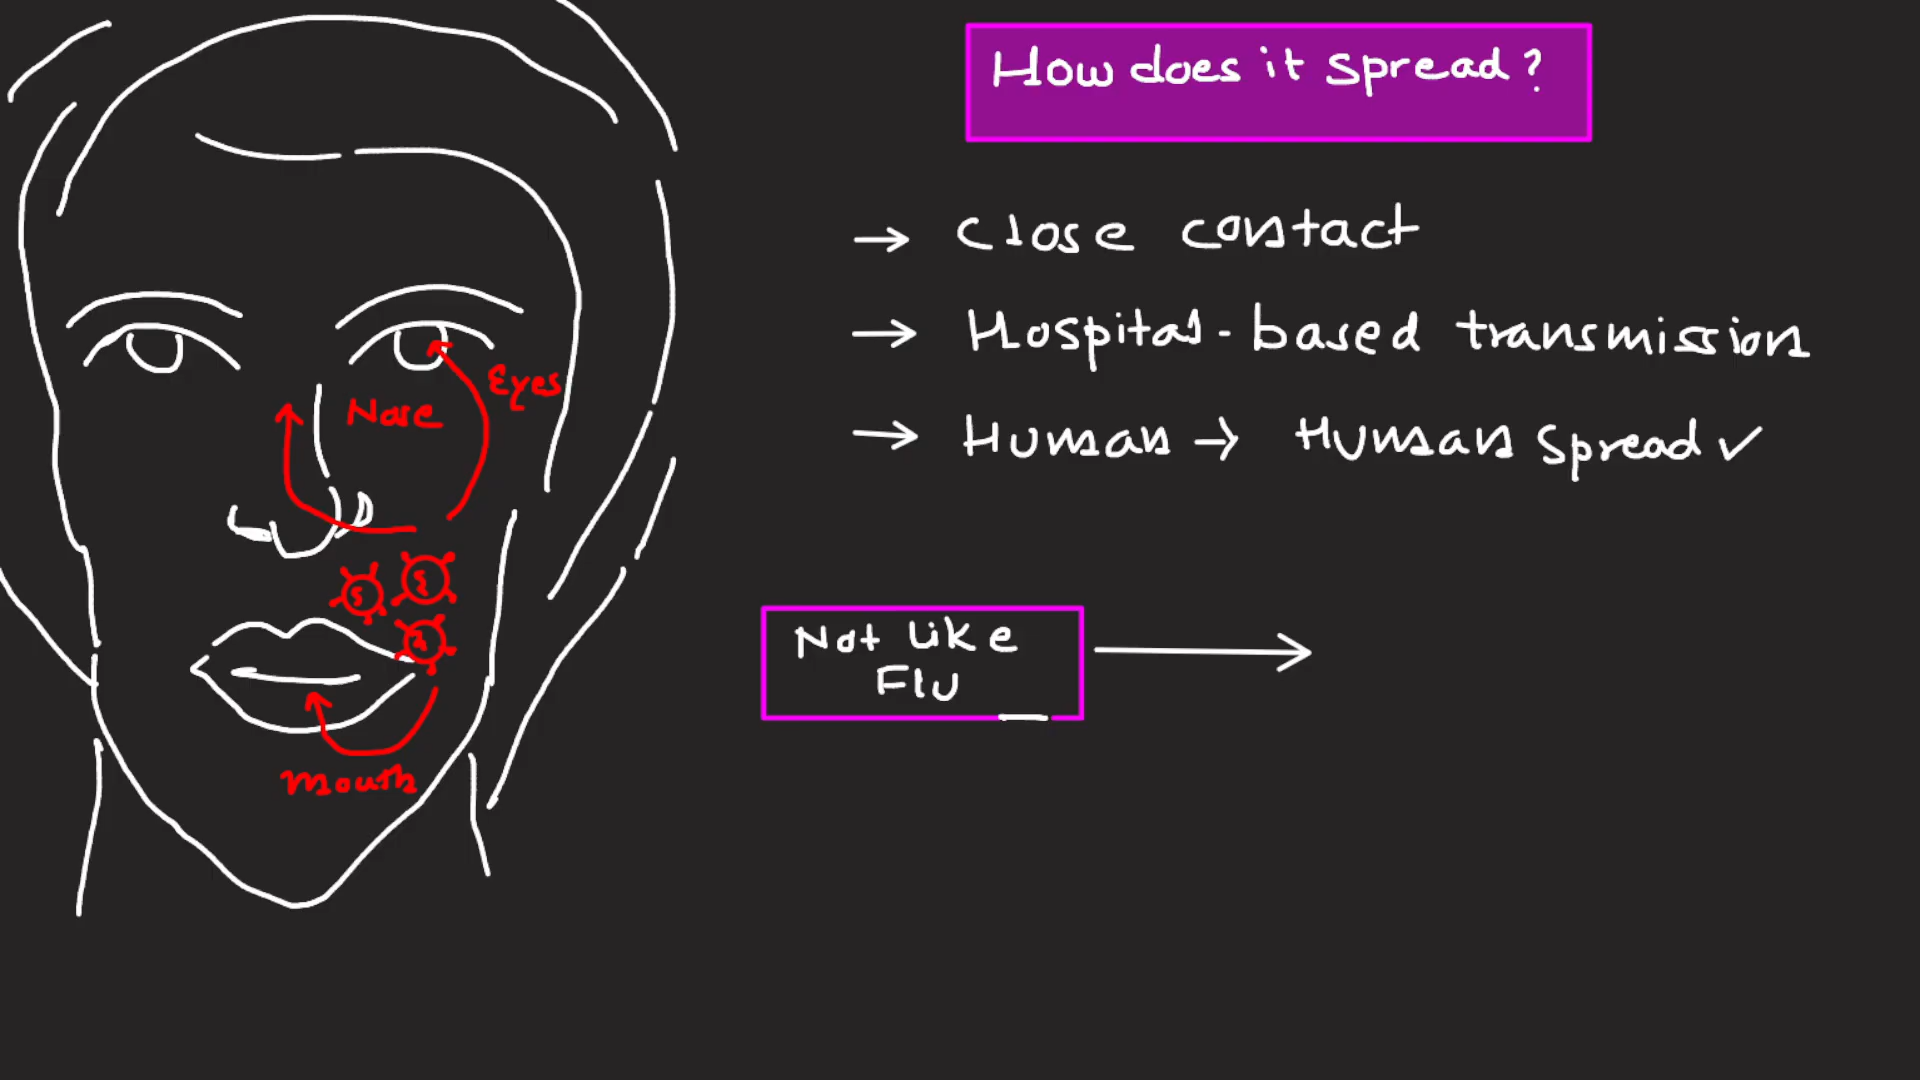 How does it spread?
→ close contact
→ Hospital-based transmission
→ Human → Human spread ✓
Eyes
Nose
Mouth
Not Like
Flu →